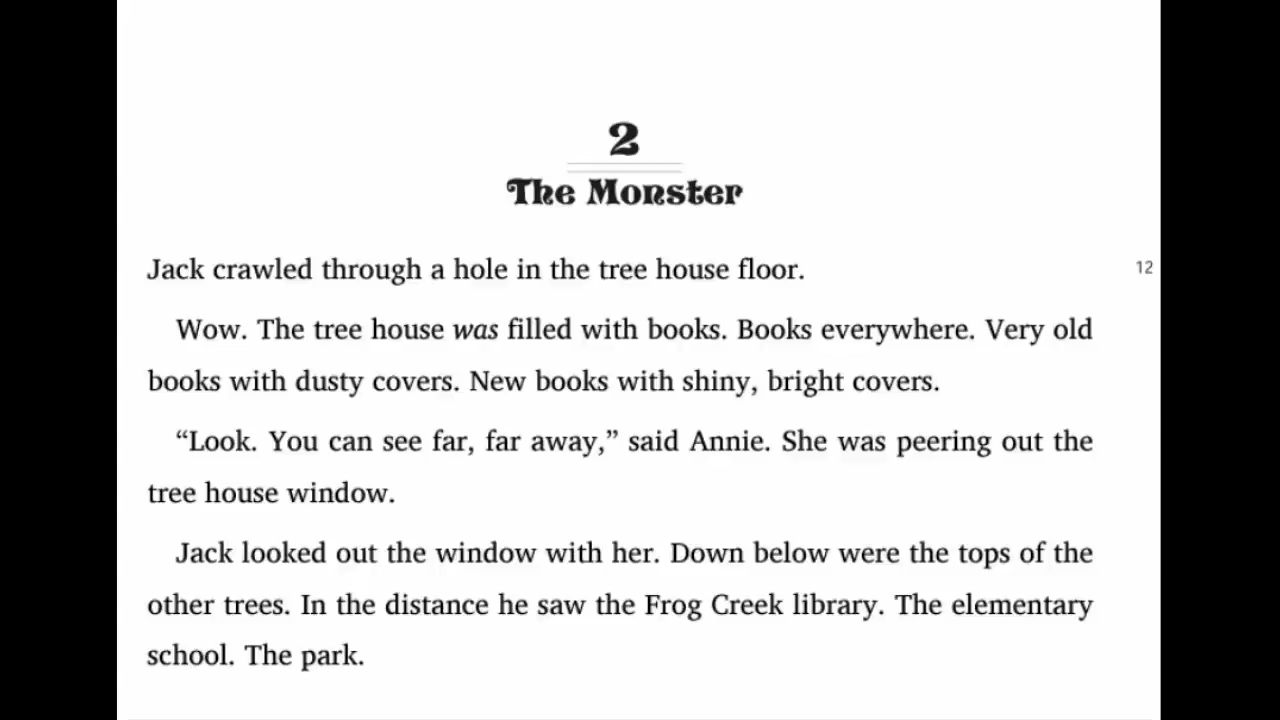 2
The Monster
Jack crawled through a hole in the tree house floor.
12
Wow. The tree house was filled with books. Books everywhere. Very old
books with dusty covers. New books with shiny, bright covers.
“Look. You can see far, far away,” said Annie. She was peering out the
tree house window.
Jack looked out the window with her. Down below were the tops of the
other trees. In the distance he saw the Frog Creek library. The elementary
school. The park.